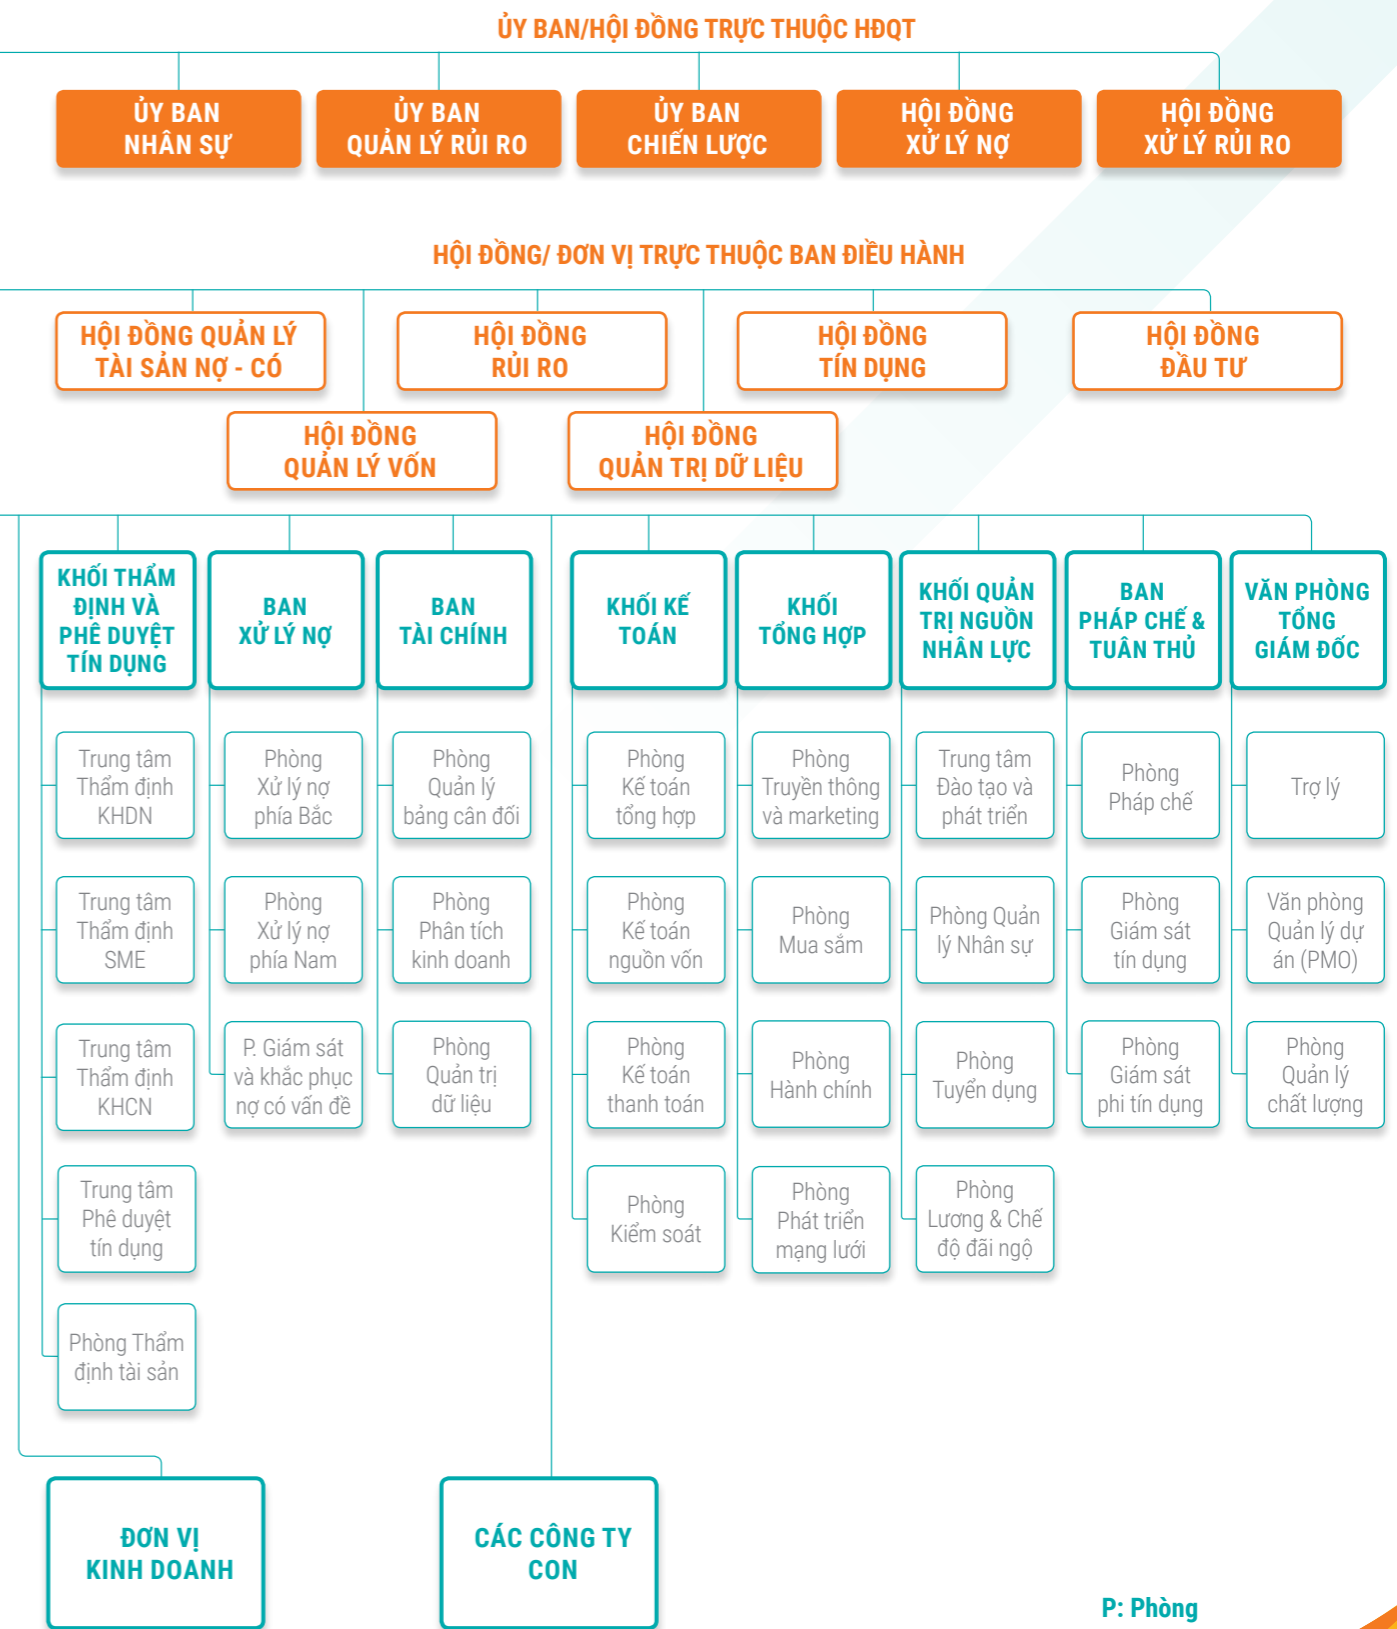 ỦY BAN/HỘI ĐỒNG TRỰC THUỘC HĐQT
ỦY BAN
NHÂN SỰ
ỦY BAN
QUẢN LÝ RỦI RO
ỦY BAN
CHIẾN LƯỢC
HỘI ĐỒNG
XỬ LÝ NỢ
HỘI ĐỒNG
XỬ LÝ RỦI RO
HỘI ĐỒNG/ ĐƠN VỊ TRỰC THUỘC BAN ĐIỀU HÀNH
HỘI ĐỒNG QUẢN LÝ
TÀI SẢN NỢ - CÓ
HỘI ĐỒNG
RỦI RO
HỘI ĐỒNG
TÍN DỤNG
HỘI ĐỒNG
ĐẦU TƯ
HỘI ĐỒNG
QUẢN LÝ VỐN
HỘI ĐỒNG
QUẢN TRỊ DỮ LIỆU
KHỐI THẨM
ĐỊNH VÀ
PHÊ DUYỆT
TÍN DỤNG
Trung tâm
Thẩm định
KHDN
Trung tâm
Thẩm định
SME
Trung tâm
Thẩm định
KHCN
Trung tâm
Phê duyệt
tín dụng
Phòng Thẩm
định tài sản
BAN
XỬ LÝ NỢ
Phòng
Xử lý nợ
phía Bắc
Phòng
Xử lý nợ
phía Nam
P. Giám sát
và khắc phục
nợ có vấn đề
BAN
TÀI CHÍNH
Phòng
Quản lý
bảng cân đối
Phòng
Phân tích
kinh doanh
Phòng
Quản trị
dữ liệu
KHỐI KẾ
TOÁN
Phòng
Kế toán
tổng hợp
Phòng
Kế toán
nguồn vốn
Phòng
Kế toán
thanh toán
Phòng
Kiểm soát
KHỐI
TỔNG HỢP
Phòng
Truyền thông
và marketing
Phòng
Mua sắm
Phòng
Hành chính
Phòng
Phát triển
mạng lưới
KHỐI QUẢN
TRỊ NGUỒN
NHÂN LỰC
Trung tâm
Đào tạo và
phát triển
Phòng Quản
lý Nhân sự
Phòng
Tuyển dụng
Phòng
Lương & Chế
độ đãi ngộ
BAN
PHÁP CHẾ &
TUÂN THỦ
Phòng
Pháp chế
Phòng
Giám sát
tín dụng
Phòng
Giám sát
phi tín dụng
VĂN PHÒNG
TỔNG
GIÁM ĐỐC
Trợ lý
Văn phòng
Quản lý dự
án (PMO)
Phòng
Quản lý
chất lượng
ĐƠN VỊ
KINH DOANH
CÁC CÔNG TY
CON
P: Phòng